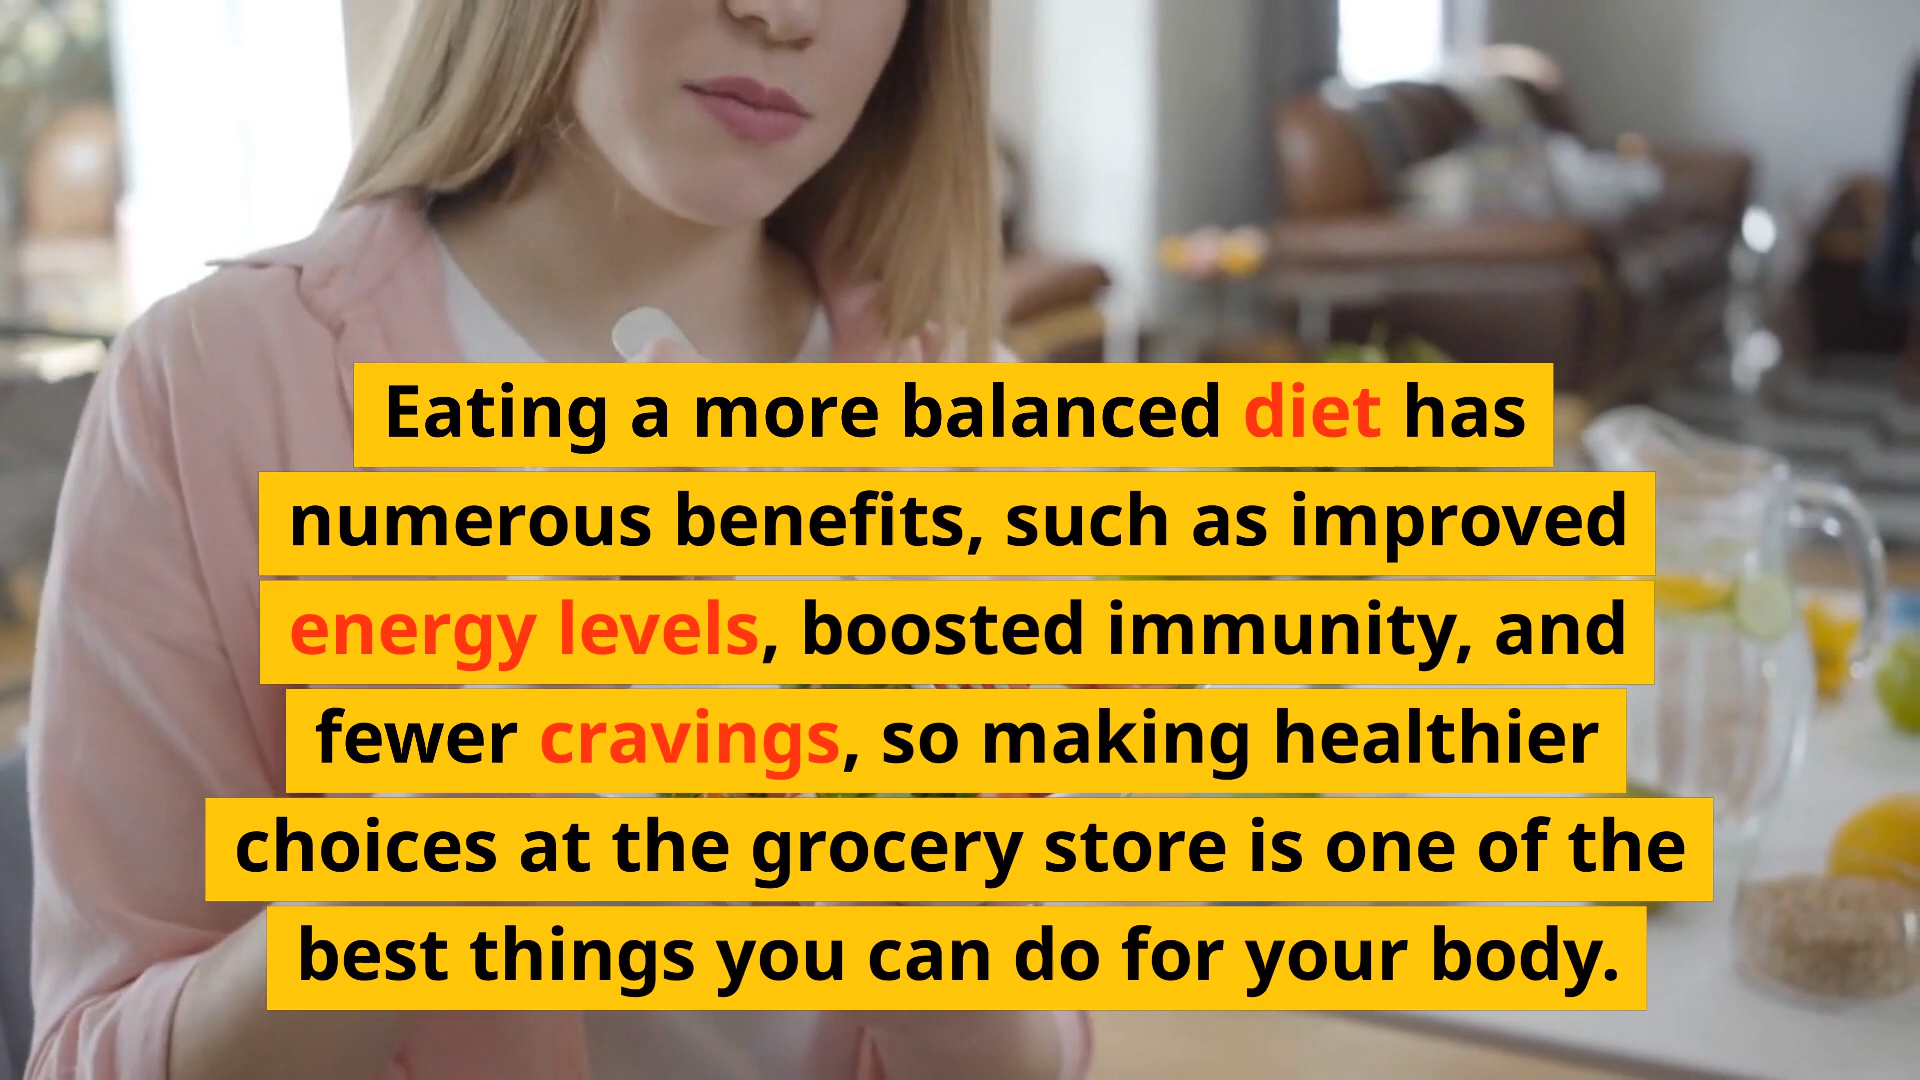 Eating a more balanced diet has
numerous benefits, such as improved
energy levels, boosted immunity, and
fewer cravings, so making healthier
choices at the grocery store is one of the
best things you can do for your body.